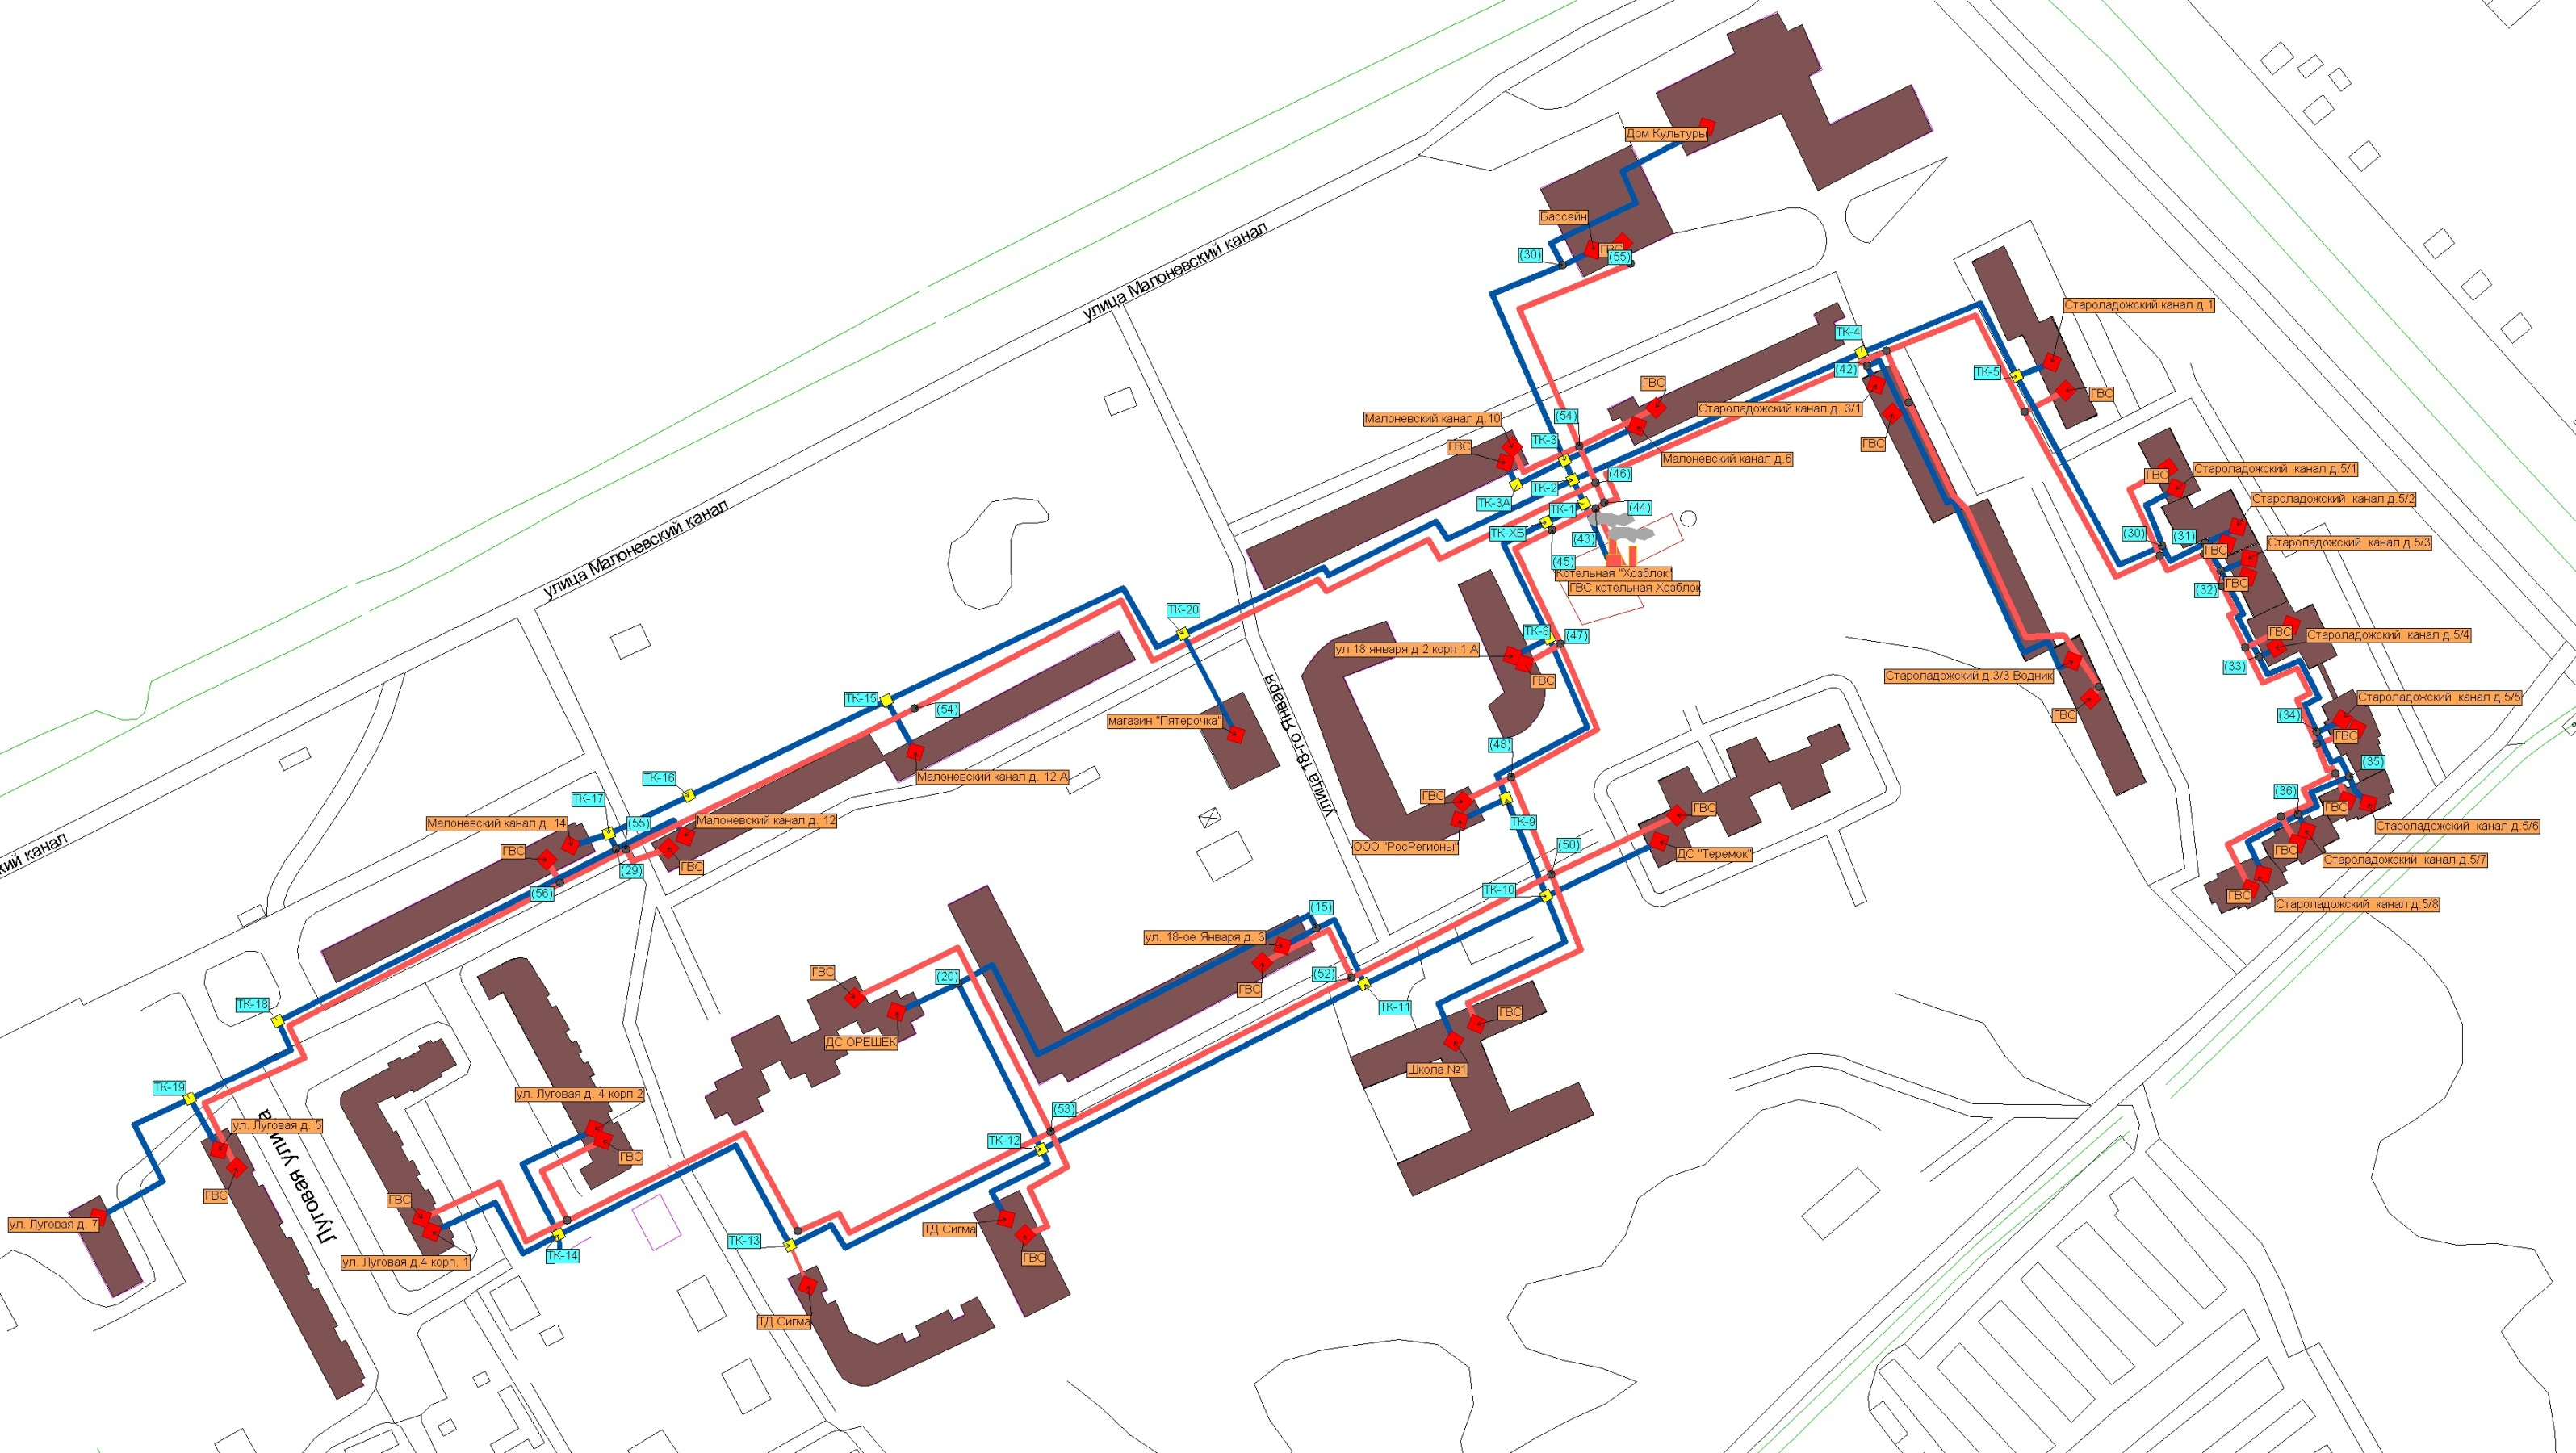 Дом Культуры
Бассейн
ГВС
(30)
(55)
улица Малоневский канал
Староладожский канал д.1
ТК-4
(42)
ТК-5
ГВС
ГВС
Староладожский канал д. 3/1
ГВС
Малоневский канал д. 10
(54)
ГВС
ТК-3
Малоневский канал д.6
(46)
ТК-2
ТК-3А
ТК-1
(44)
ТК-ХБ
(43)
(45)
Котельная "Хозблок"
ГВС котельная Хозблок
ГВС
Староладожский канал д.5/1
Староладожский канал д.5/2
(30)
(31)
Староладожский канал д.5/3
ГВС
ГВС
(32)
ГВС
Староладожский канал д.5/4
(33)
Староладожский канал д.5/5
(34)
ГВС
(35)
(36)
ГВС
Староладожский канал д.5/6
ГВС
Староладожский канал д.5/7
ГВС
Староладожский канал д.5/8
Староладожский д.3/3 Водник
ГВС
улица Малоневский канал
ТК-20
ТК-8
(47)
ул 18 января д 2 корп 1 А
ГВС
улица 18-го Января
ТК-15
(54)
магазин "Пятерочка"
Малоневский канал д. 12 А
(48)
ТК-16
ТК-17
(55)
Малоневский канал д. 14
Малоневский канал д. 12
ГВС
ГВС
(29)
(56)
ГВС
ТК-9
ООО "РосРегионы"
ГВС
ДС "Теремок"
(50)
ТК-10
кий канал
(15)
ул. 18-ое Января д. 3
ГВС
(52)
ТК-11
ГВС
(20)
ДС ОРЕШЕК
ГВС
Школа №1
ТК-18
ТК-19
ул. Луговая д. 5
Луговая улица
ГВС
ул. Луговая д. 7
ул. Луговая д. 4 корп 2
ГВС
ГВС
ул. Луговая д.4 корп. 1
ТК-14
(53)
ТК-12
ТК-13
ТД Сигма
ГВС
ТД Сигма